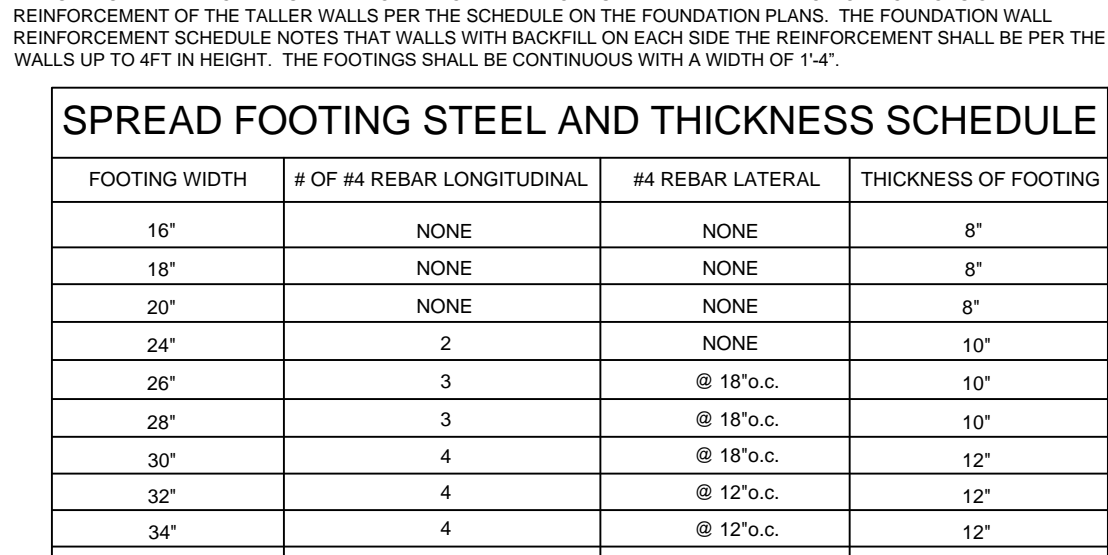 REINFORCEMENT OF THE TALLER WALLS PER THE SCHEDULE ON THE FOUNDATION PLANS. THE FOUNDATION WALL
REINFORCEMENT SCHEDULE NOTES THAT WALLS WITH BACKFILL ON EACH SIDE THE REINFORCEMENT SHALL BE PER THE
WALLS UP TO 4FT IN HEIGHT. THE FOOTINGS SHALL BE CONTINUOUS WITH A WIDTH OF 1'-4”.
SPREAD FOOTING STEEL AND THICKNESS SCHEDULE
FOOTING WIDTH # OF #4 REBAR LONGITUDINAL #4 REBAR LATERAL THICKNESS OF FOOTING
16" NONE NONE 8"
18" NONE NONE 8"
20" NONE NONE 8"
24" 2 NONE 10"
26" 3 @ 18"o.c. 10"
28" 3 @ 18"o.c. 10"
30" 4 @ 18"o.c. 12"
32" 4 @ 12"o.c. 12"
34" 4 @ 12"o.c. 12"